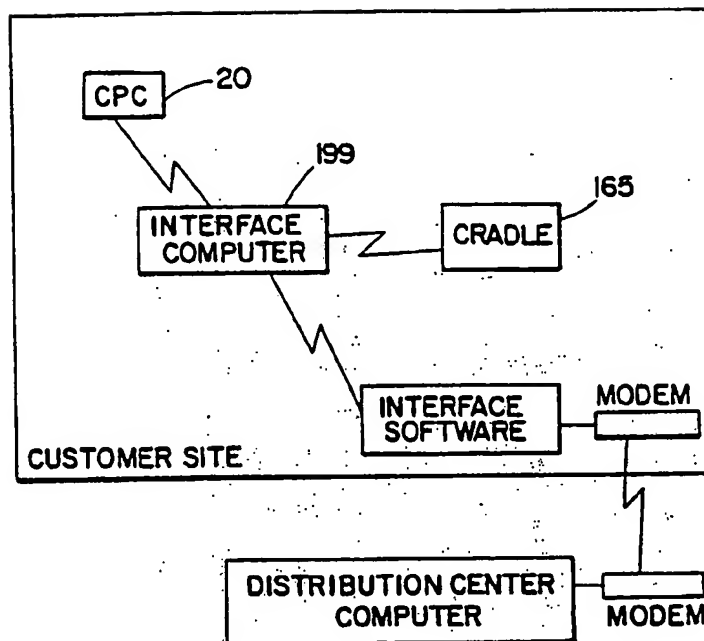 CPC
20
199
INTERFACE
COMPUTER
165
CRADLE
INTERFACE
SOFTWARE
MODEM
CUSTOMER SITE
DISTRIBUTION CENTER
COMPUTER
MODEM